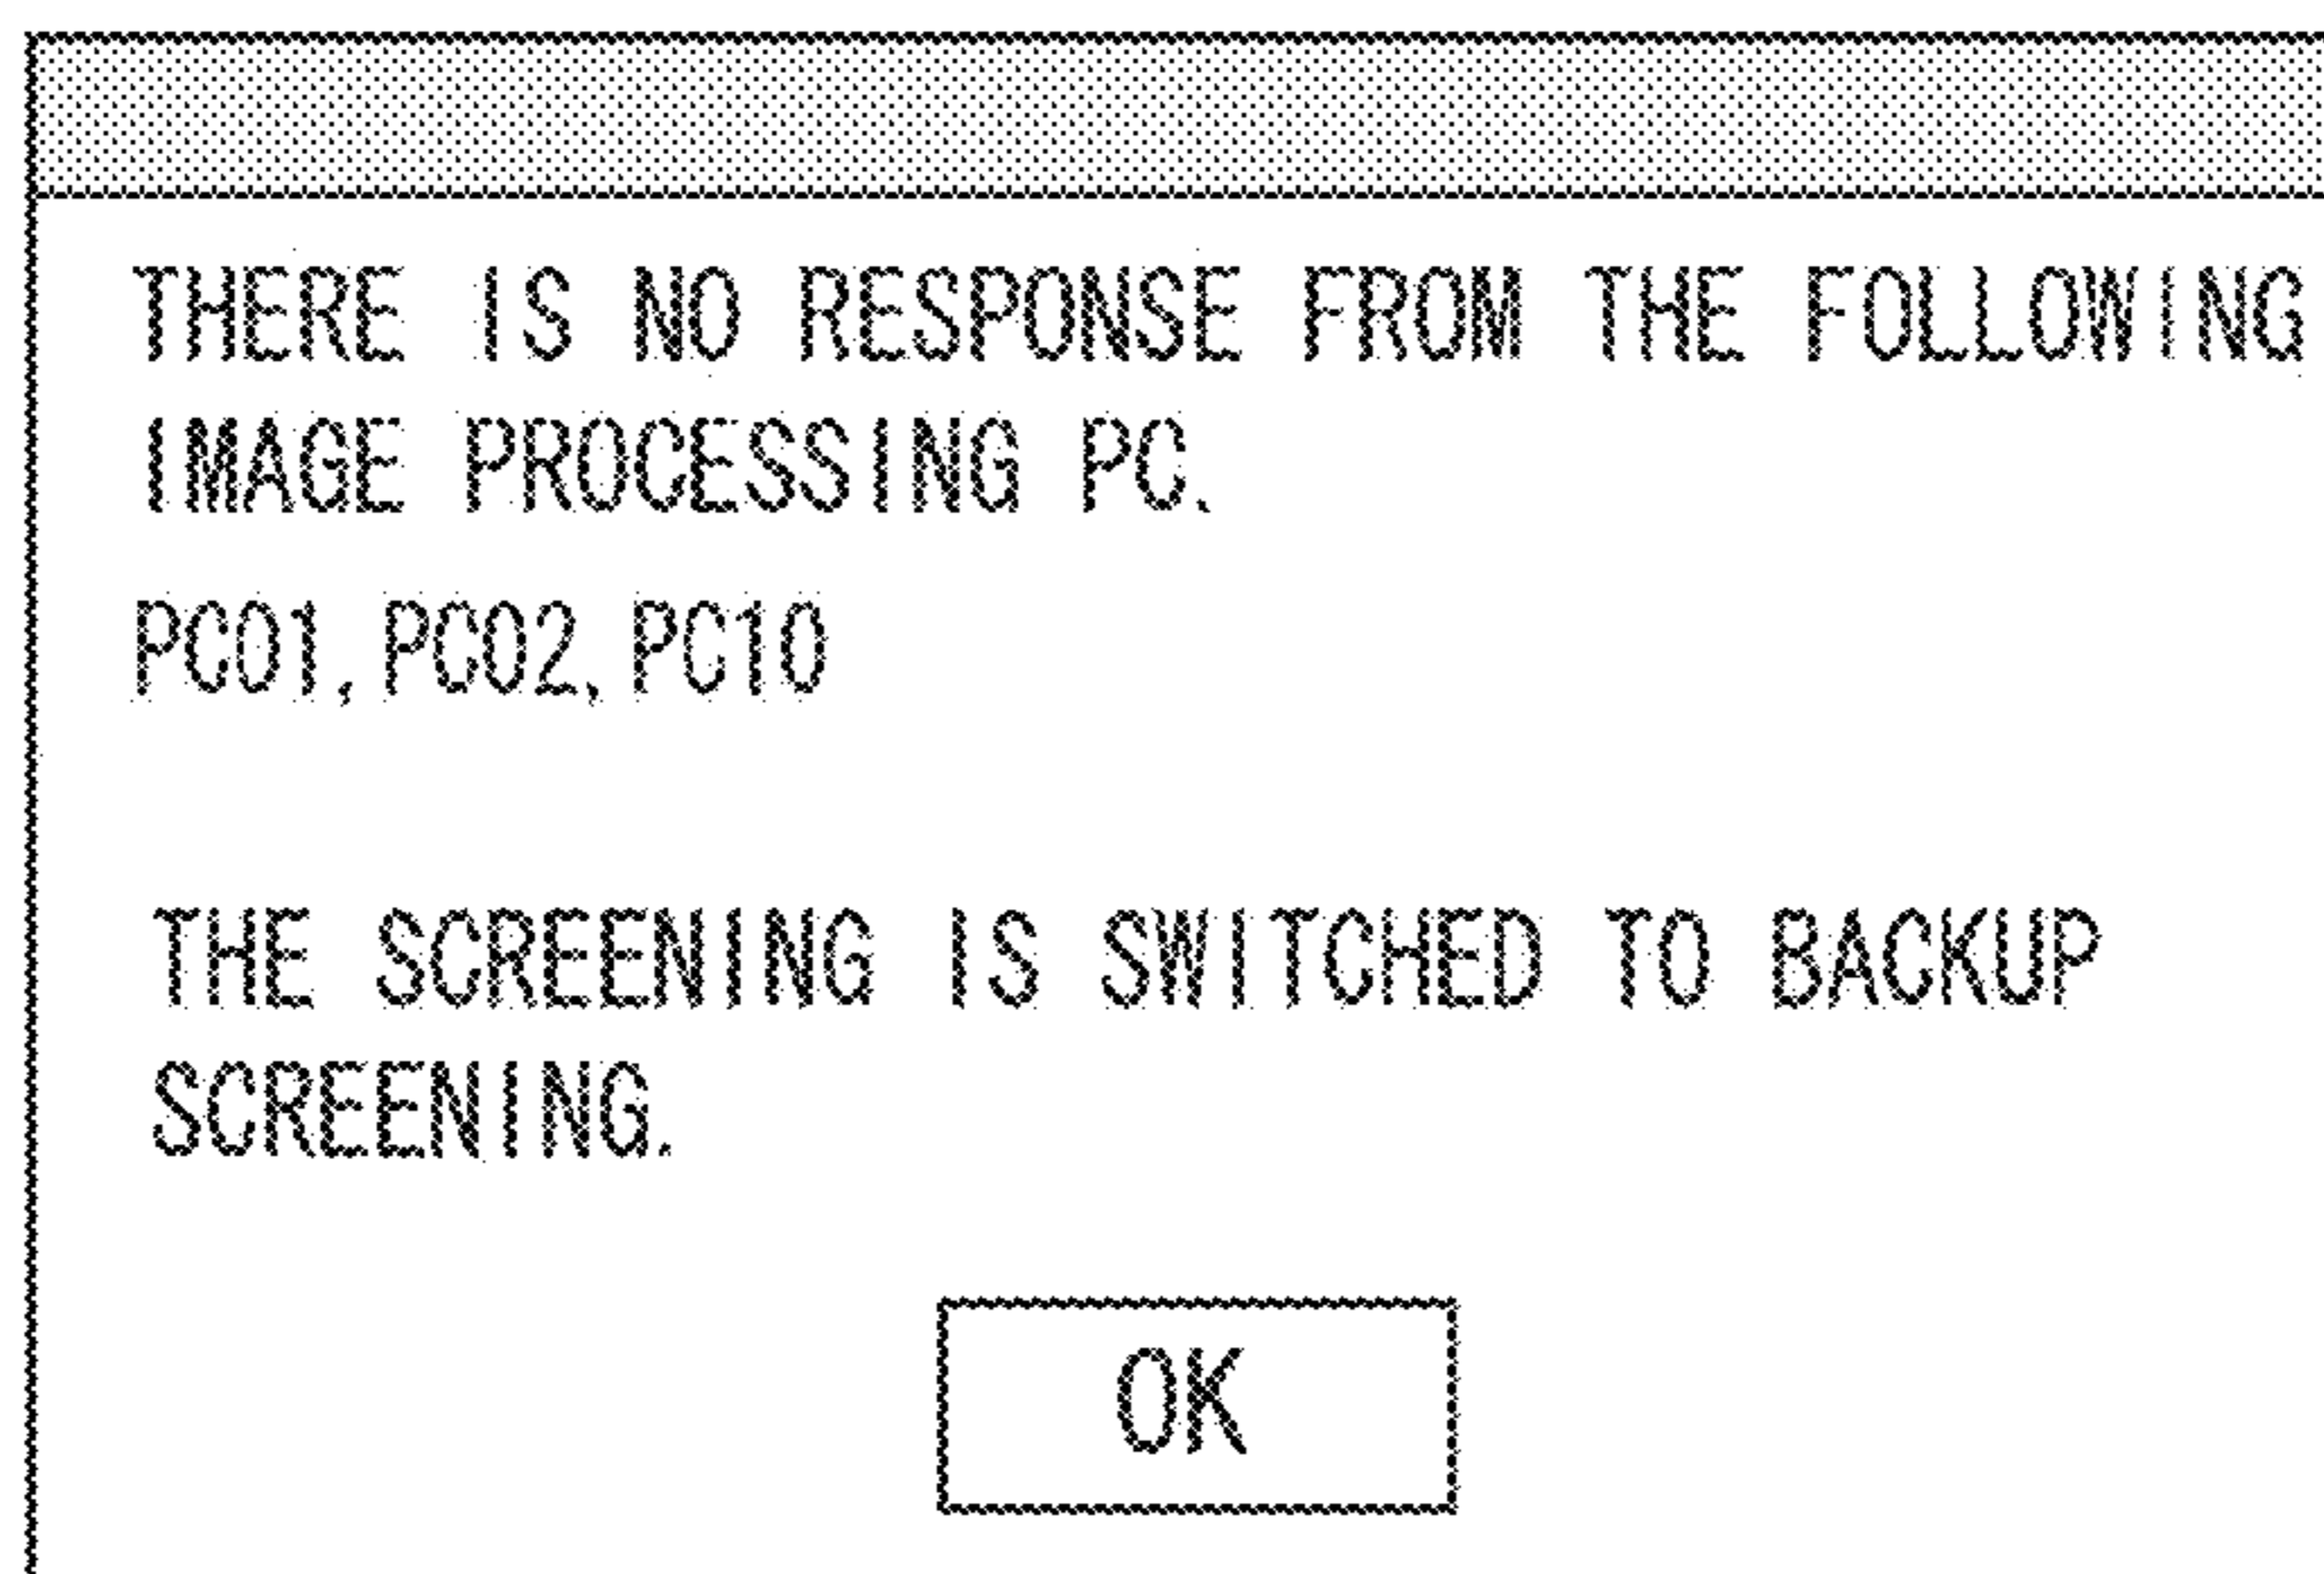 THERE IS NO RESPONSE FROM THE FOLLOWING
IMAGE PROCESSING PC.
PC01,PC02,PC10
THE SCREENING IS SWITCHED TO BACKUP
SCREENING.
OK